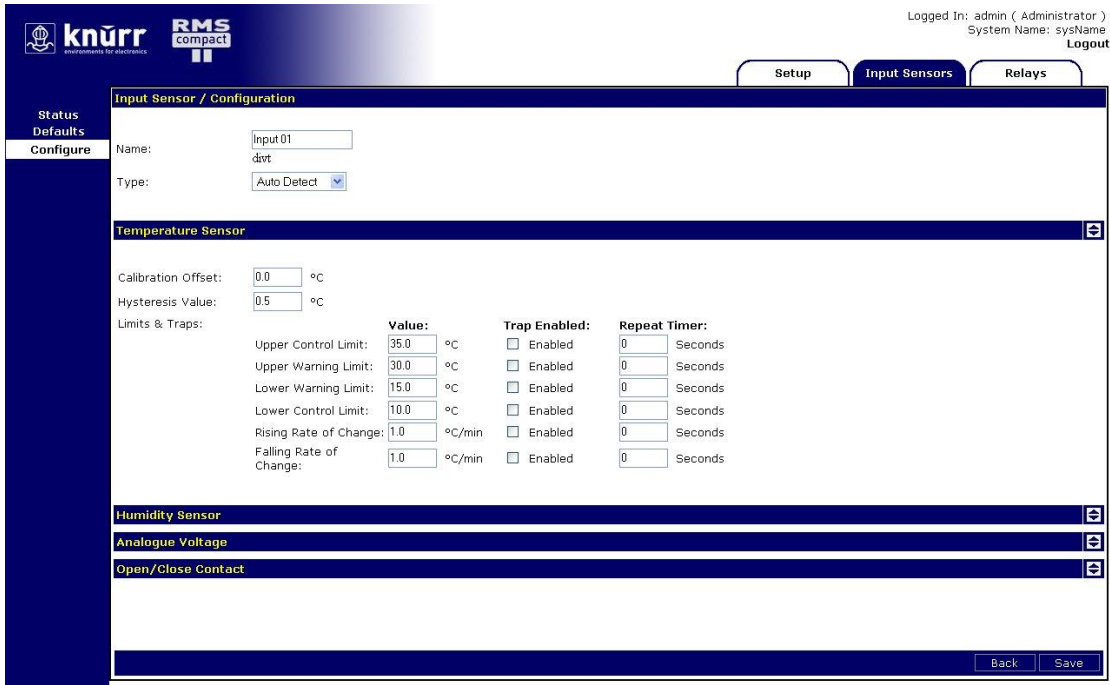 Logged In: admin ( Administrator )
System Name: sysName
Logout
knürr
environments for electronics
RMS
compact
II
Setup
Input Sensors
Relays
Status
Defaults
Configure
Input Sensor / Configuration
Name: Input 01
divt
Type: Auto Detect
Temperature Sensor
Calibration Offset: 0.0 °C
Hysteresis Value: 0.5 °C
Limits & Traps:
Value: Trap Enabled: Repeat Timer:
Upper Control Limit: 35.0 °C Enabled 0 Seconds
Upper Warning Limit: 30.0 °C Enabled 0 Seconds
Lower Warning Limit: 15.0 °C Enabled 0 Seconds
Lower Control Limit: 10.0 °C Enabled 0 Seconds
Rising Rate of Change: 1.0 °C/min Enabled 0 Seconds
Falling Rate of
Change: 1.0 °C/min Enabled 0 Seconds
Humidity Sensor
Analogue Voltage
Open/Close Contact
Back
Save